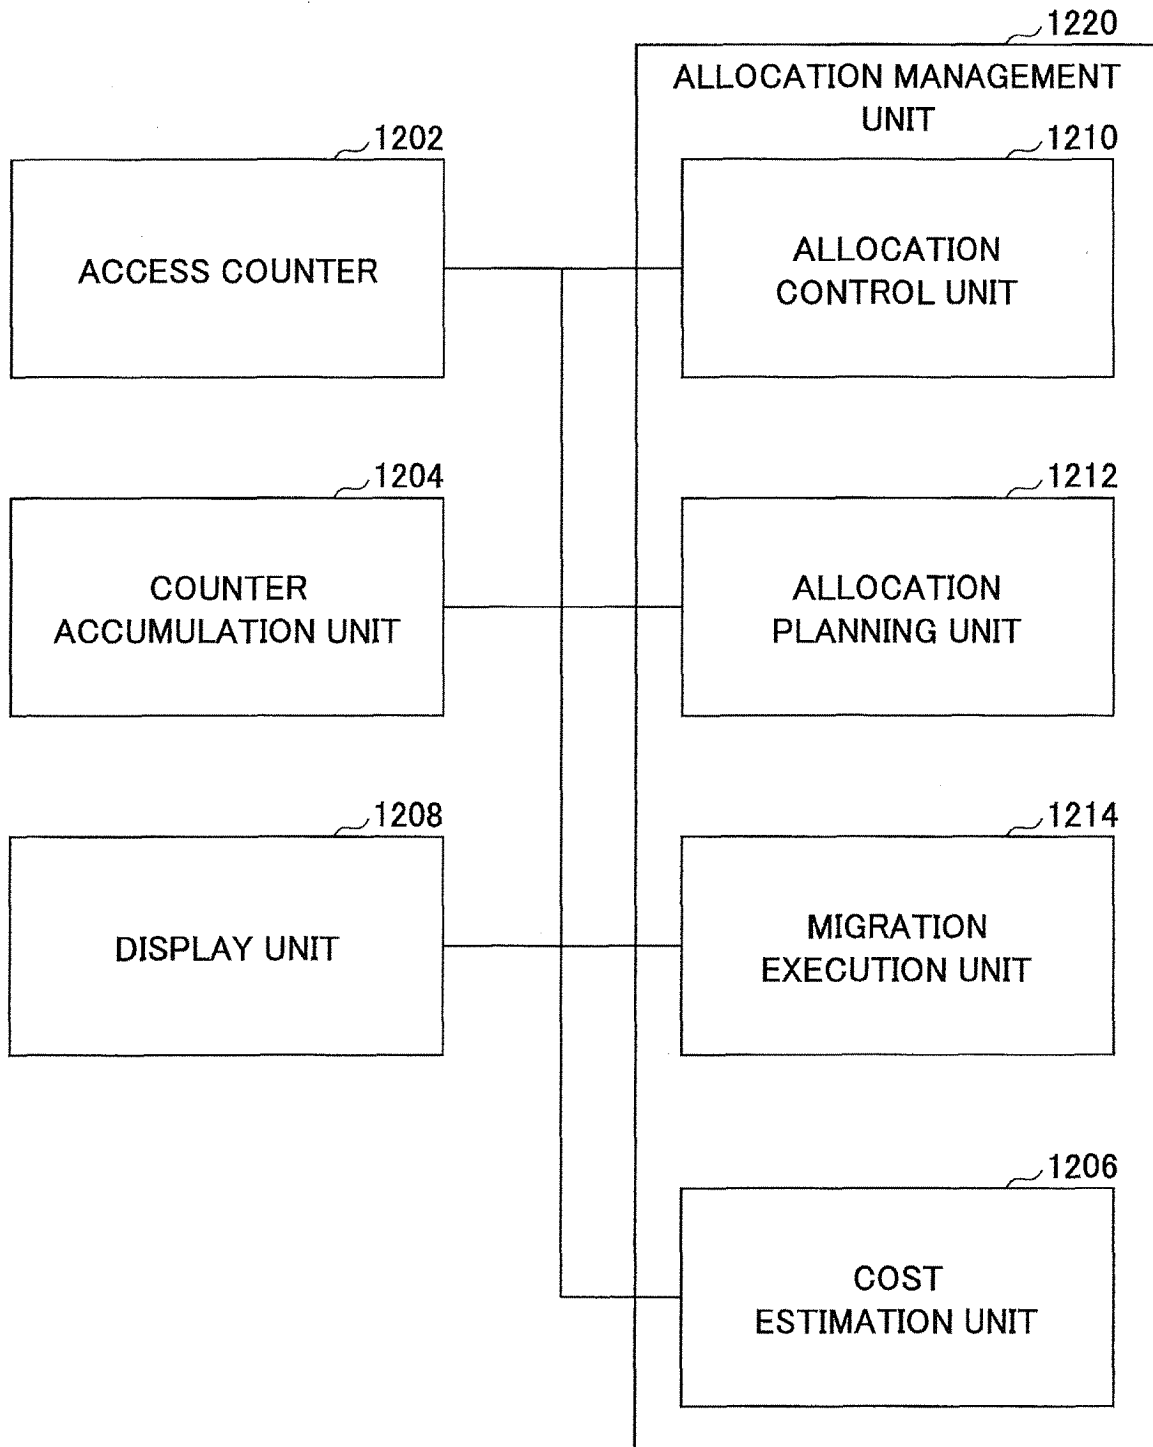 1220
ALLOCATION MANAGEMENT
UNIT
1202
ACCESS COUNTER
1210
ALLOCATION
CONTROL UNIT
1204
COUNTER
ACCUMULATION UNIT
1212
ALLOCATION
PLANNING UNIT
1208
DISPLAY UNIT
1214
MIGRATION
EXECUTION UNIT
1206
COST
ESTIMATION UNIT